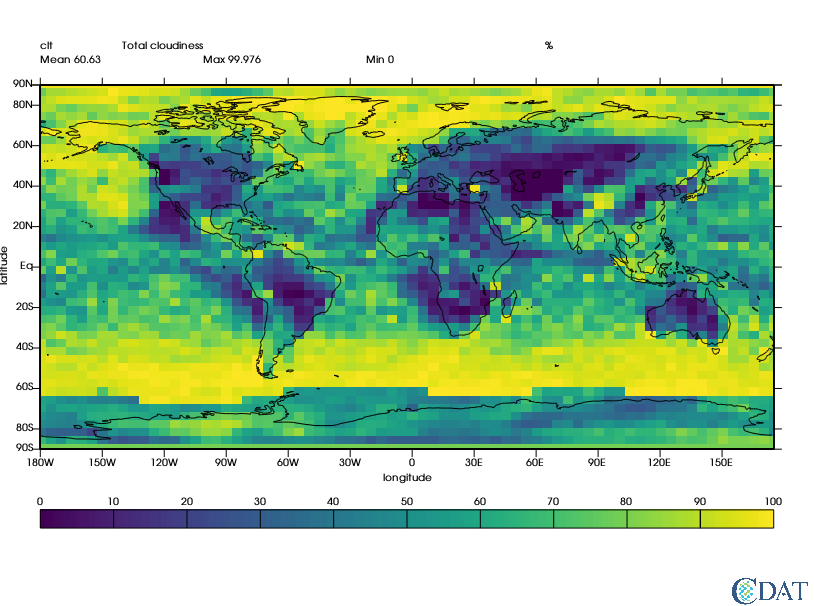 clt Total cloudiness %
Mean 60.63 Max 99.976 Min 0
90N
80N
60N
40N
20N
Eq
20S
40S
60S
80S
90S
latitude
180W 150W 120W 90W 60W 30W 0 30E 60E 90E 120E 150E
longitude
0 10 20 30 40 50 60 70 80 90 100
CDAT